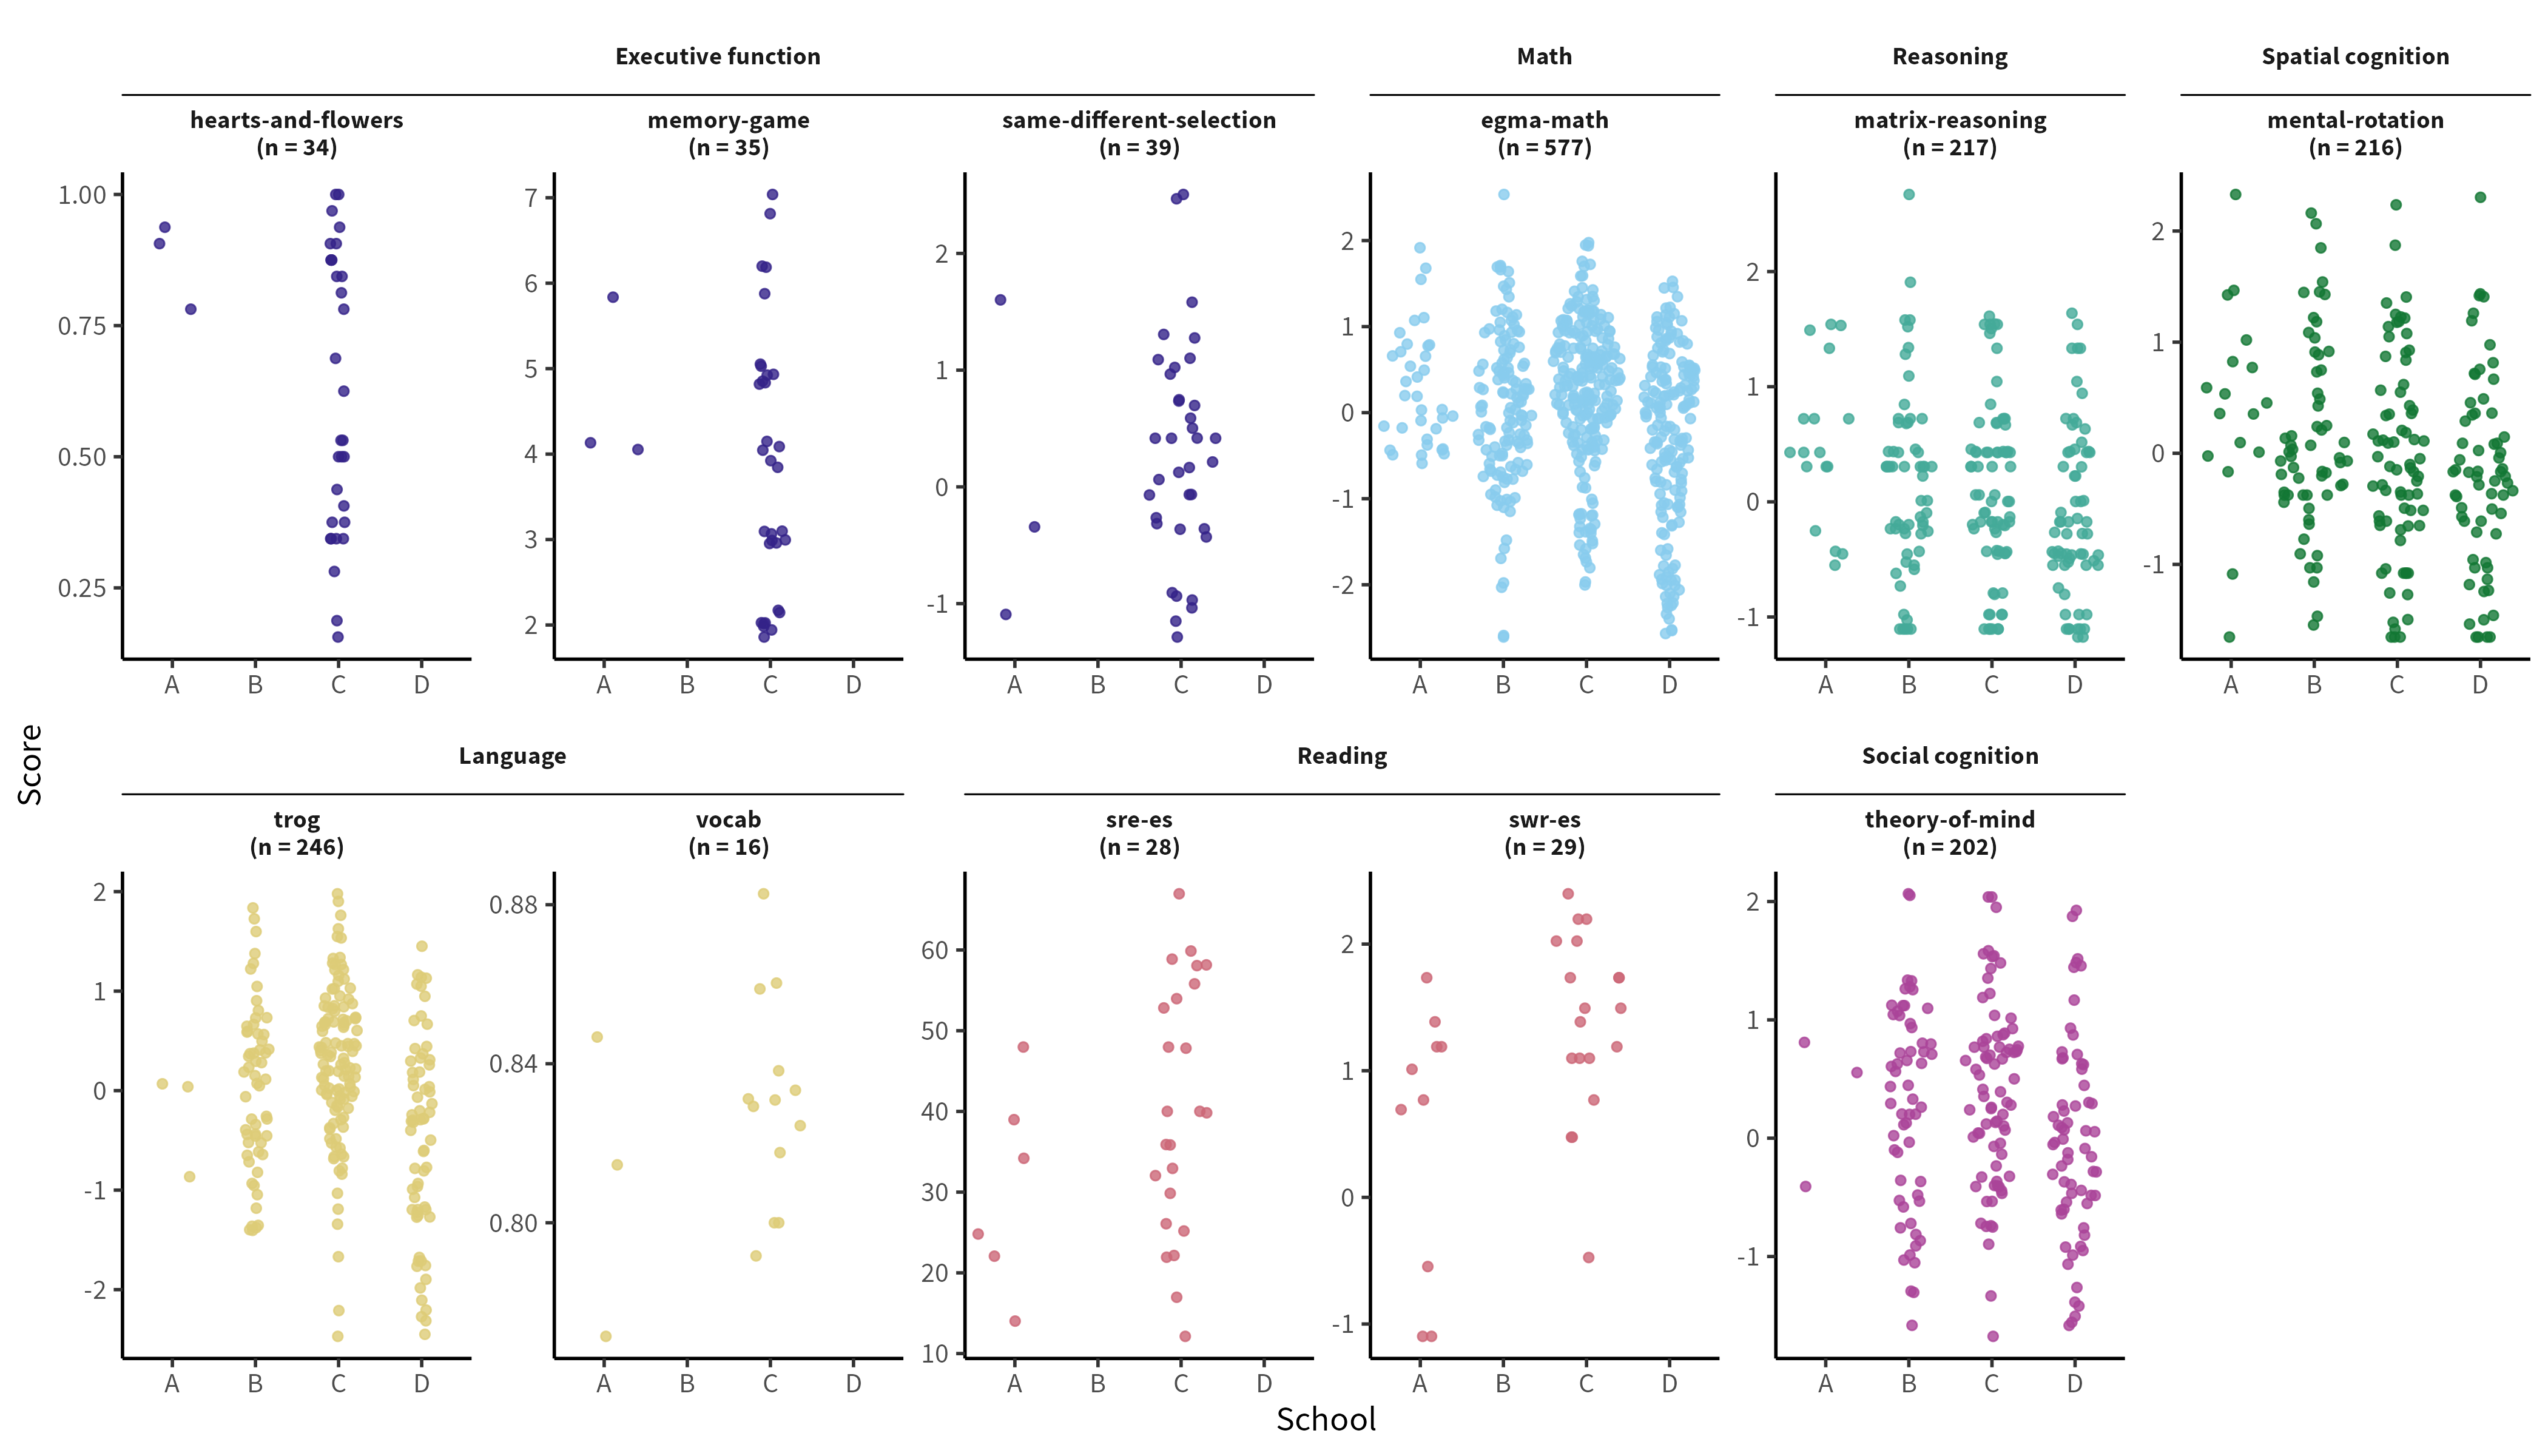 Executive function
Math
Reasoning
Spatial cognition
hearts-and-flowers
(n = 34)
memory-game
(n = 35)
same-different-selection
(n = 39)
egma-math
(n = 577)
matrix-reasoning
(n = 217)
mental-rotation
(n = 216)
1.00
0.75
0.50
0.25
A B C D
7
6
5
4
3
2
A B C D
2
1
0
-1
A B C D
2
1
0
-1
-2
A B C D
2
1
0
-1
A B C D
2
1
0
-1
A B C D
Score
Language
Reading
Social cognition
trog
(n = 246)
vocab
(n = 16)
sre-es
(n = 28)
swr-es
(n = 29)
theory-of-mind
(n = 202)
2
1
0
-1
-2
A B C D
0.88
0.84
0.80
A B C D
60
50
40
30
20
10
A B C D
2
1
0
-1
A B C D
2
1
0
-1
A B C D
School